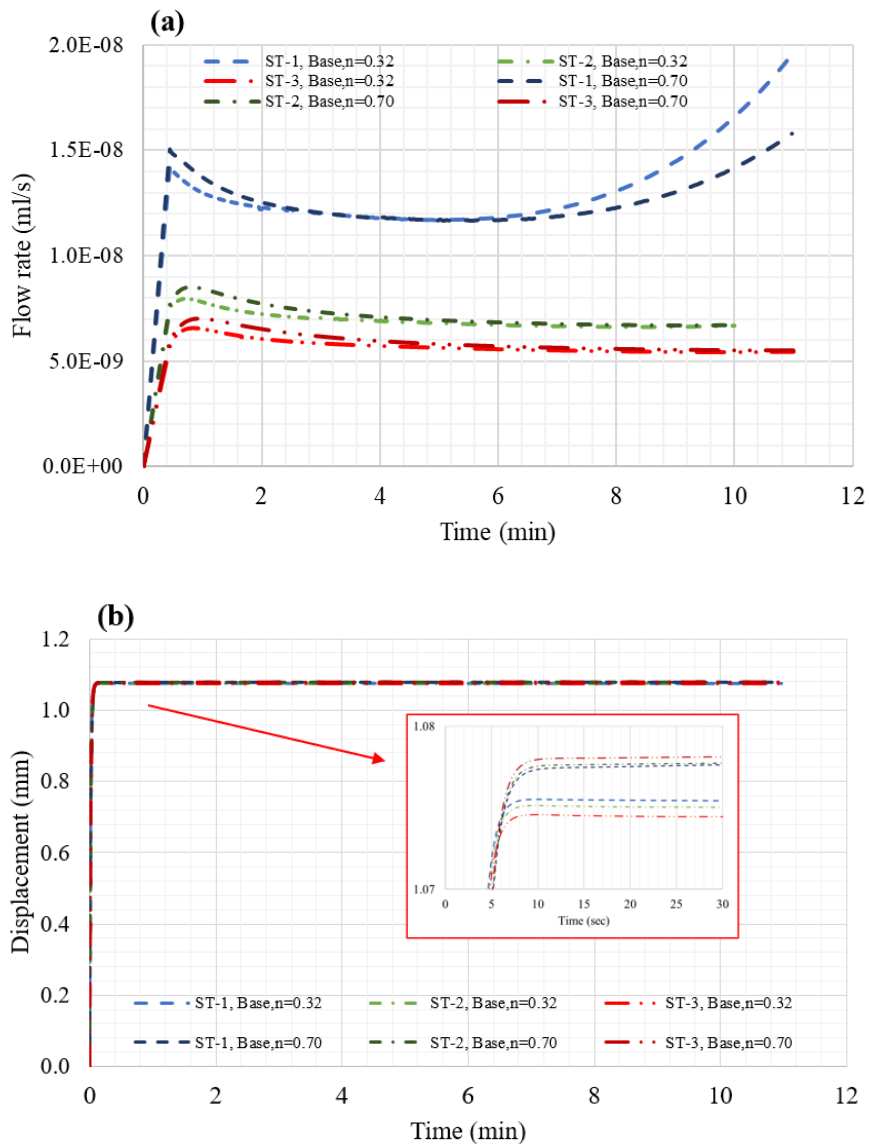 (a)
2.0E-08
1.5E-08
1.0E-08
5.0E-09
0.0E+00
Flow rate (ml/s)
ST-1, Base,n=0.32
ST-2, Base,n=0.32
ST-3, Base,n=0.32
ST-1, Base,n=0.70
ST-2, Base,n=0.70
ST-3, Base,n=0.70
0 2 4 6 8 10 12
Time (min)
(b)
1.2
1.0
0.8
0.6
0.4
0.2
0.0
Displacement (mm)
1.08
1.07
0 5 10 15 20 25 30
Time (sec)
ST-1, Base,n=0.32 ST-2, Base,n=0.32 ST-3, Base,n=0.32
ST-1, Base,n=0.70 ST-2, Base,n=0.70 ST-3, Base,n=0.70
0 2 4 6 8 10 12
Time (min)